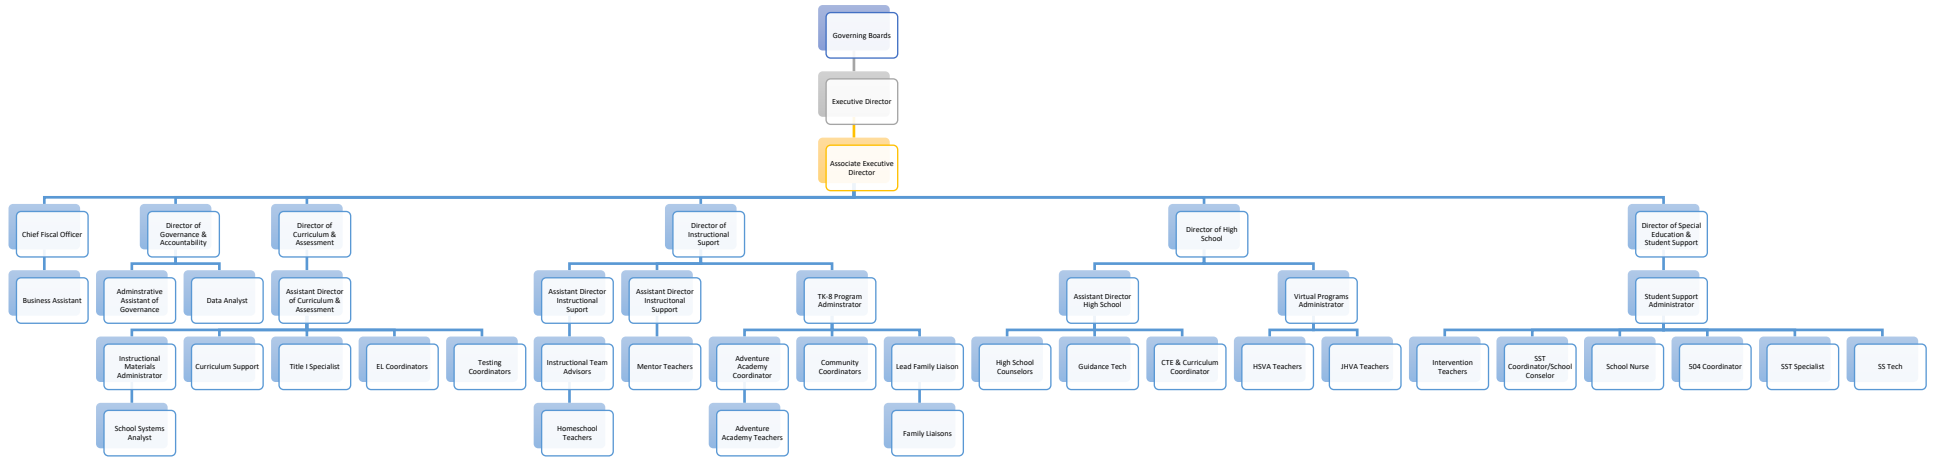 Governing Boards
Executive Director
Associate Executive
Director
Chief Fiscal Officer
Director of
Governance &
Accountability
Director of
Curriculum &
Assessment
Director of
Instructional
Suport
Director of High
School
Director of Special
Education &
Student Support
Business Assistant
Adminstrative
Assistant of
Governance
Data Analyst
Assistant Director
of Curriculum &
Assessment
Assistant Director
Instructional
Suport
Assistant Director
Instrucitonal
Support
TK-8 Program
Adminstrator
Assistant Director
High School
Virtual Programs
Administrator
Student Support
Administrator
Instructional
Materials
Administrator
Curriculum Support
Title I Specialist
EL Coordinators
Testing
Coordinators
Instructional Team
Advisors
Mentor Teachers
Adventure
Academy
Coordinator
Community
Coordinators
Lead Family Liaison
High School
Counselors
Guidance Tech
CTE & Curriculum
Coordinator
HSVA Teachers
JHVA Teachers
Intervention
Teachers
SST
Coordinator/School
Conselor
School Nurse
504 Coordinator
SST Specialist
SS Tech
School Systems
Analyst
Homeschool
Teachers
Adventure
Academy Teachers
Family Liaisons